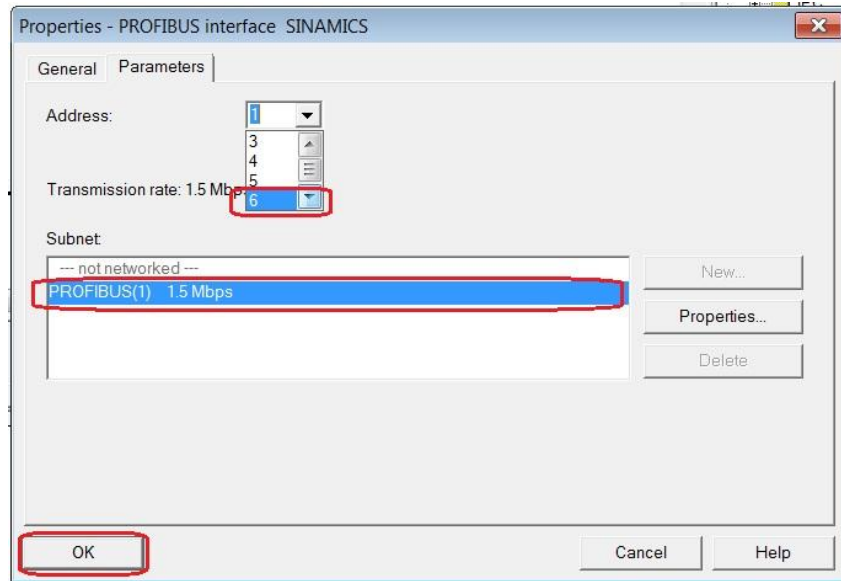 Properties - PROFIBUS interface SINAMICS
General Parameters
Address: 1
3
4
5
Transmission rate: 1.5 Mbp
6
Subnet:
--- not networked ---
PROFIBUS(1) 1.5 Mbps
New...
Properties...
Delete
OK Cancel Help